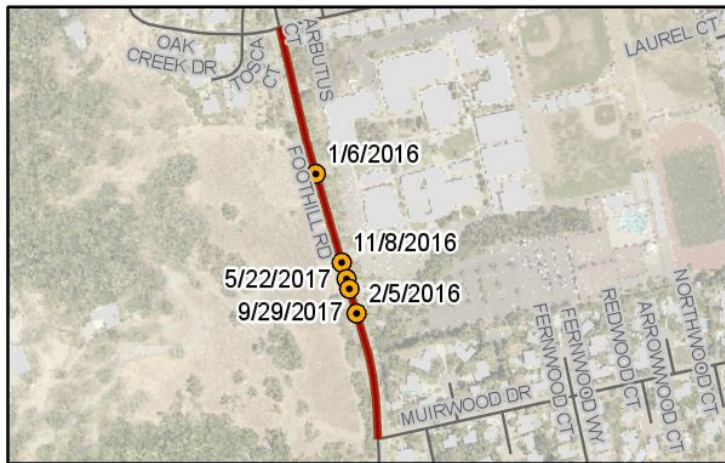 OAK
CREEK DR
TOSCA
CT
CT
ARBUTUS
LAUREL CT
FOOTHILL RD
1/6/2016
11/8/2016
5/22/2017
2/5/2016
9/29/2017
MUIRWOOD DR
FERNWOOD CT
FERNWOOD WY
REDWOOD CT
ARROWWOOD CT
NORTHWOOD CT